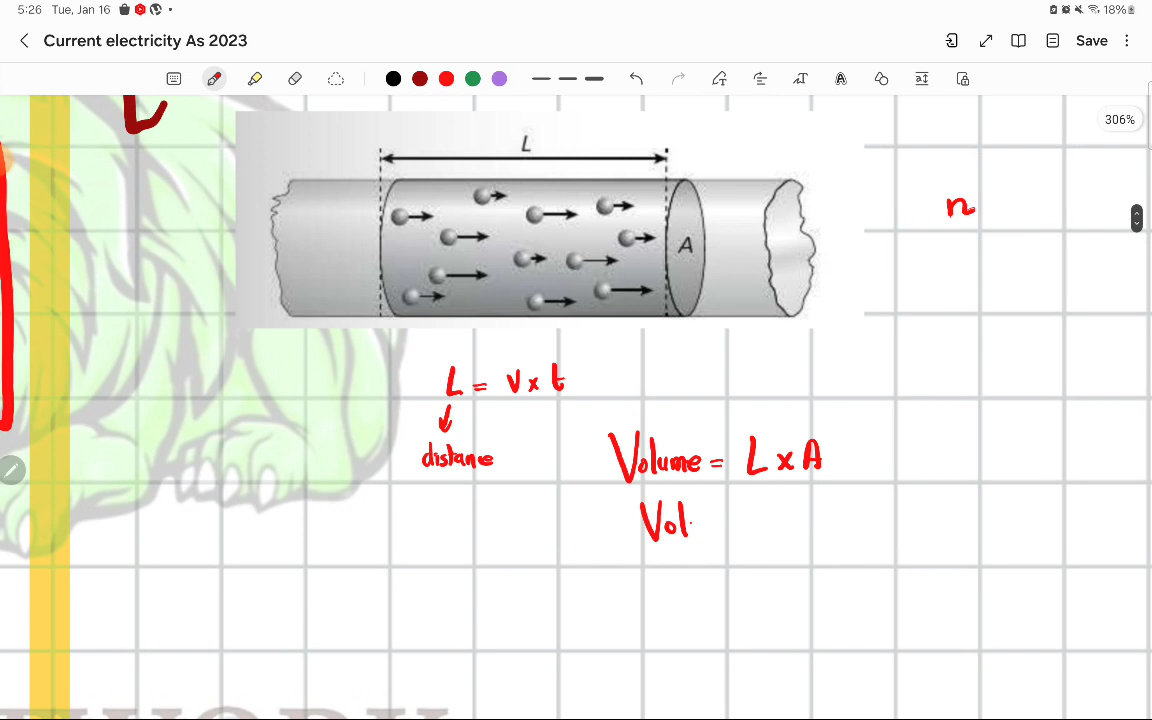 5:26 Tue, Jan 16
18%
Current electricity As 2023
Save
306%
L
L
A
n
L = v × t
distance
Volume = L × A
Vol